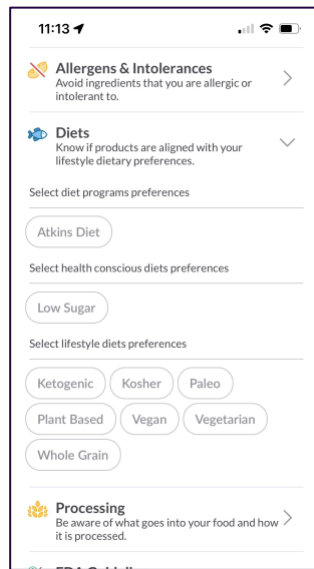 11:13
Allergens & Intolerances
Avoid ingredients that you are allergic or
intolerant to.
Diets
Know if products are aligned with your
lifestyle dietary preferences.
Select diet programs preferences
Atkins Diet
Select health conscious diets preferences
Low Sugar
Select lifestyle diets preferences
Ketogenic Kosher Paleo
Plant Based Vegan Vegetarian
Whole Grain
Processing
Be aware of what goes into your food and how
it is processed.